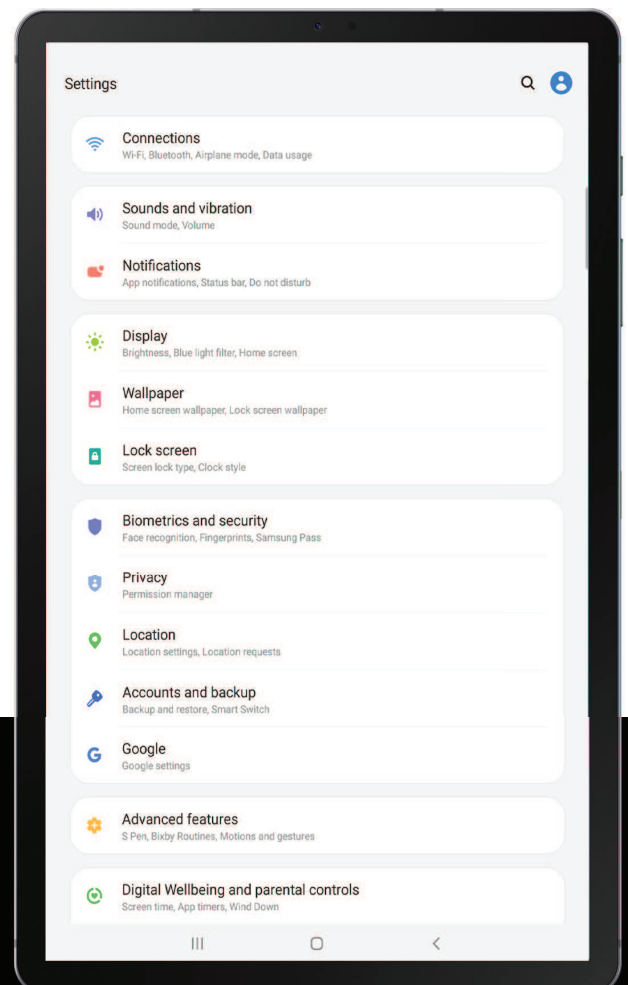 Settings
Connections
Wi-Fi, Bluetooth, Airplane mode, Data usage
Sounds and vibration
Sound mode, Volume
Notifications
App notifications, Status bar, Do not disturb
Display
Brightness, Blue light filter, Home screen
Wallpaper
Home screen wallpaper, Lock screen wallpaper
Lock screen
Screen lock type, Clock style
Biometrics and security
Face recognition, Fingerprints, Samsung Pass
Privacy
Permission manager
Location
Location settings, Location requests
Accounts and backup
Backup and restore, Smart Switch
Google
Google settings
Advanced features
S Pen, Bixby Routines, Motions and gestures
Digital Wellbeing and parental controls
Screen time, App timers, Wind Down